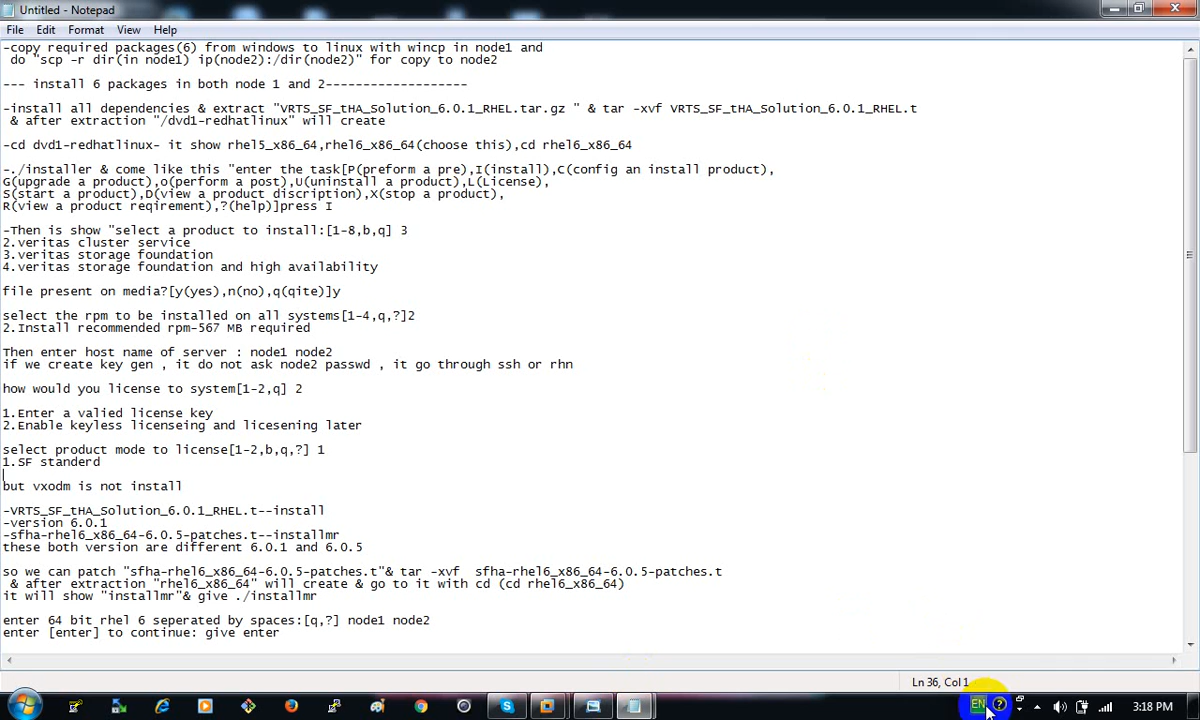 Untitled - Notepad
File Edit Format View Help
-copy required packages(6) from windows to linux with wincp in node1 and
do "scp -r dir(in node1) ip(node2):/dir(node2)" for copy to node2
--- install 6 packages in both node 1 and 2-------------------
-install all dependencies & extract "VRTS_SF_tHA_Solution_6.0.1_RHEL.tar.gz " & tar -xvf VRTS_SF_tHA_Solution_6.0.1_RHEL.t
& after extraction "/dvd1-redhatlinux" will create
-cd dvd1-redhatlinux- it show rhel5_x86_64,rhel6_x86_64(choose this),cd rhel6_x86_64
-./installer & come like this "enter the task[P(preform a pre),I(install),C(config an install product),
G(upgrade a product),o(perform a post),U(uninstall a product),L(License),
S(start a product),D(view a product discription),X(stop a product),
R(view a product reqirement),?(help)]press I
-Then is show "select a product to install:[1-8,b,q] 3
2.veritas cluster service
3.veritas storage foundation
4.veritas storage foundation and high availability
file present on media?[y(yes),n(no),q(qite)]y
select the rpm to be installed on all systems[1-4,q,?]2
2.Install recommended rpm-567 MB required
Then enter host name of server : node1 node2
if we create key gen , it do not ask node2 passwd , it go through ssh or rhn
how would you license to system[1-2,q] 2
1.Enter a valied license key
2.Enable keyless licenseing and licesening later
select product mode to license[1-2,b,q,?] 1
1.SF standerd
but vxodm is not install
-VRTS_SF_tHA_Solution_6.0.1_RHEL.t--install
-version 6.0.1
-sfha-rhel6_x86_64-6.0.5-patches.t--installmr
these both version are different 6.0.1 and 6.0.5
so we can patch "sfha-rhel6_x86_64-6.0.5-patches.t"& tar -xvf  sfha-rhel6_x86_64-6.0.5-patches.t
& after extraction "rhel6_x86_64" will create & go to it with cd (cd rhel6_x86_64)
it will show "installmr"& give ./installmr
enter 64 bit rhel 6 seperated by spaces:[q,?] node1 node2
enter [enter] to continue: give enter
Ln 36, Col 1
EN
3:18 PM